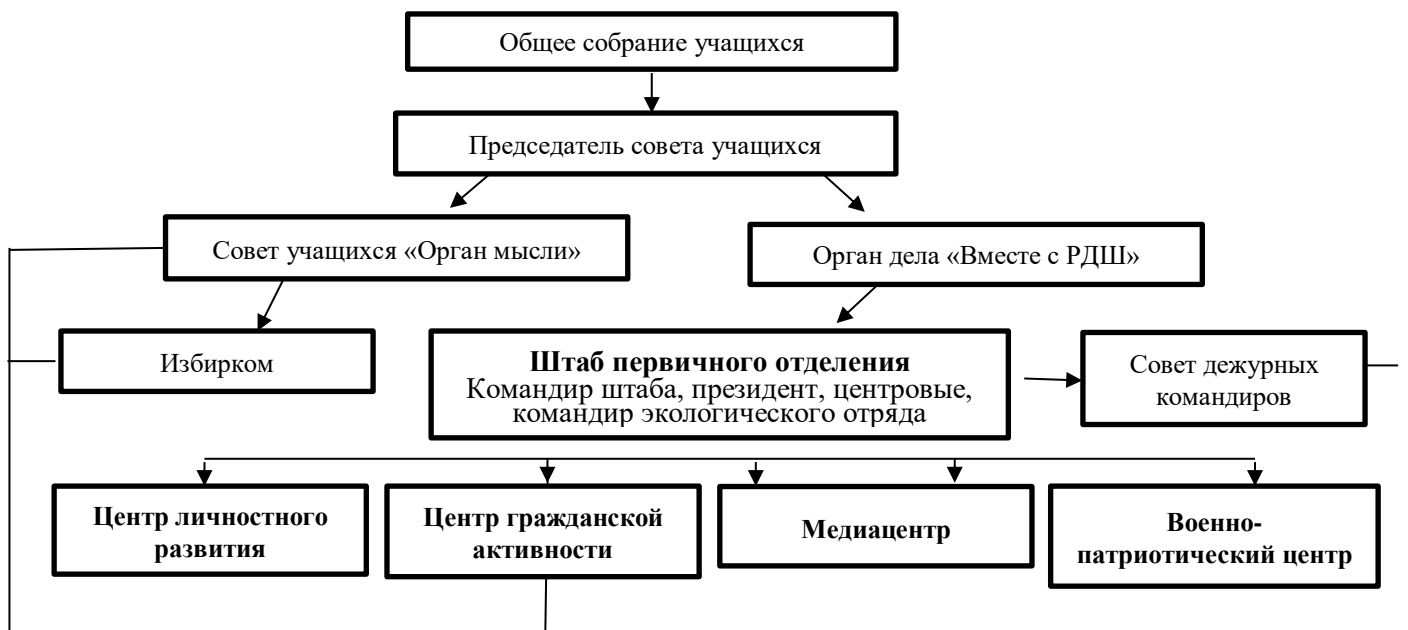 Общее собрание учащихся
Председатель совета учащихся
Совет учащихся «Орган мысли»
Орган дела «Вместе с РДШ»
Избирком
Штаб первичного отделения
Командир штаба, президент, центровые,
командир экологического отряда
Совет дежурных
командиров
Центр личностного
развития
Центр гражданской
активности
Медиацентр
Военно-
патриотический центр